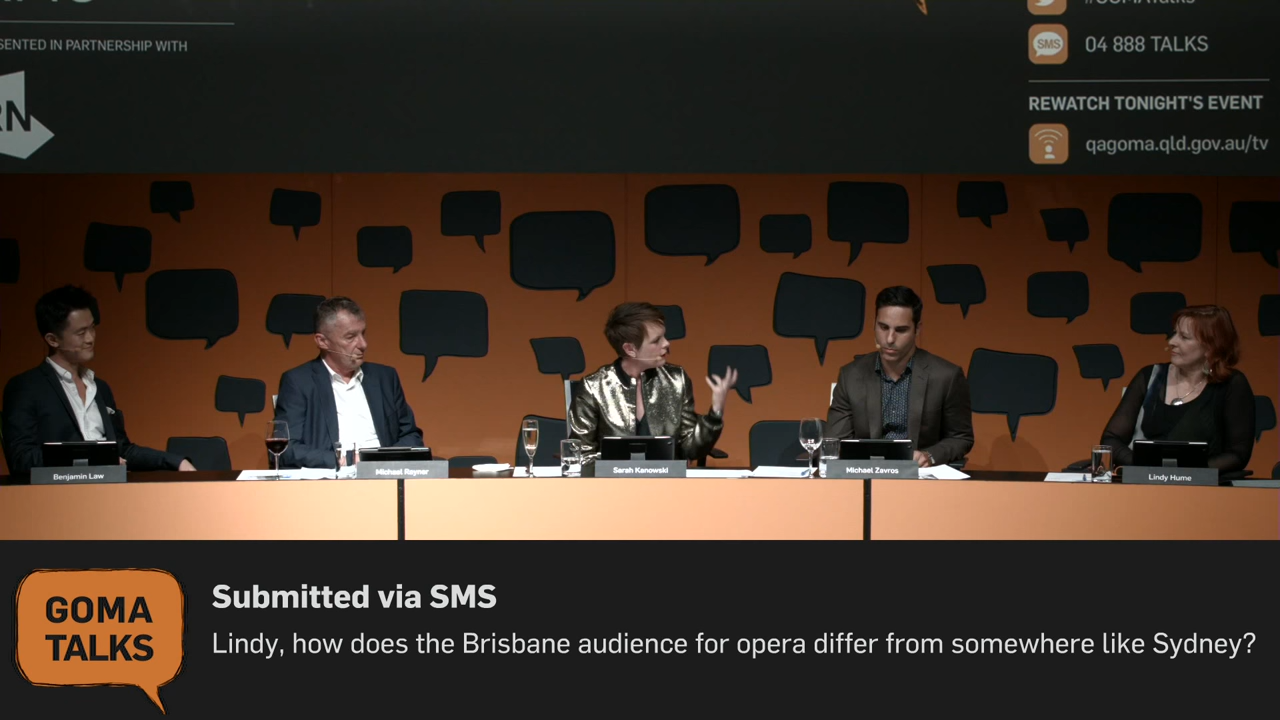 SENTED IN PARTNERSHIP WITH
RN
#GOMATalks
SMS
04 888 TALKS
REWATCH TONIGHT'S EVENT
qagoma.qld.gov.au/tv
Benjamin Law
Michael Rayner
Sarah Kanowski
Michael Zavros
Lindy Hume
GOMA
TALKS
Submitted via SMS
Lindy, how does the Brisbane audience for opera differ from somewhere like Sydney?